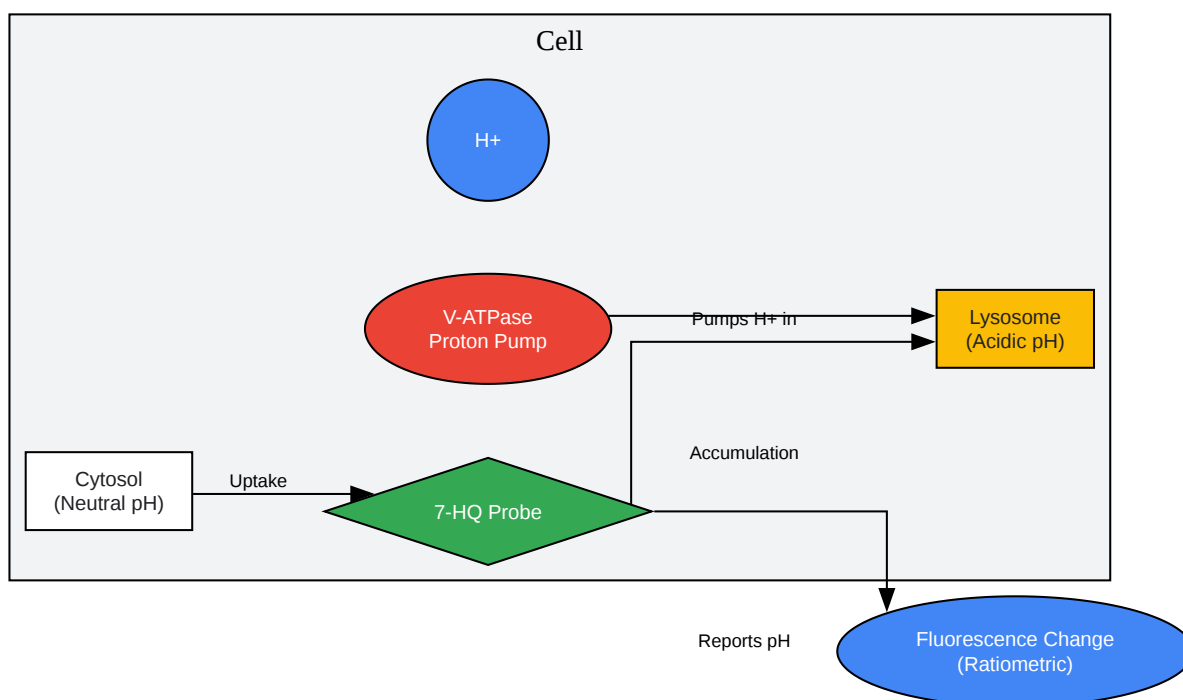 Cell
H+
V-ATPase
Proton Pump
Pumps H+ in
Lysosome
(Acidic pH)
Accumulation
Cytosol
(Neutral pH)
Uptake
7-HQ Probe
Reports pH
Fluorescence Change
(Ratiometric)